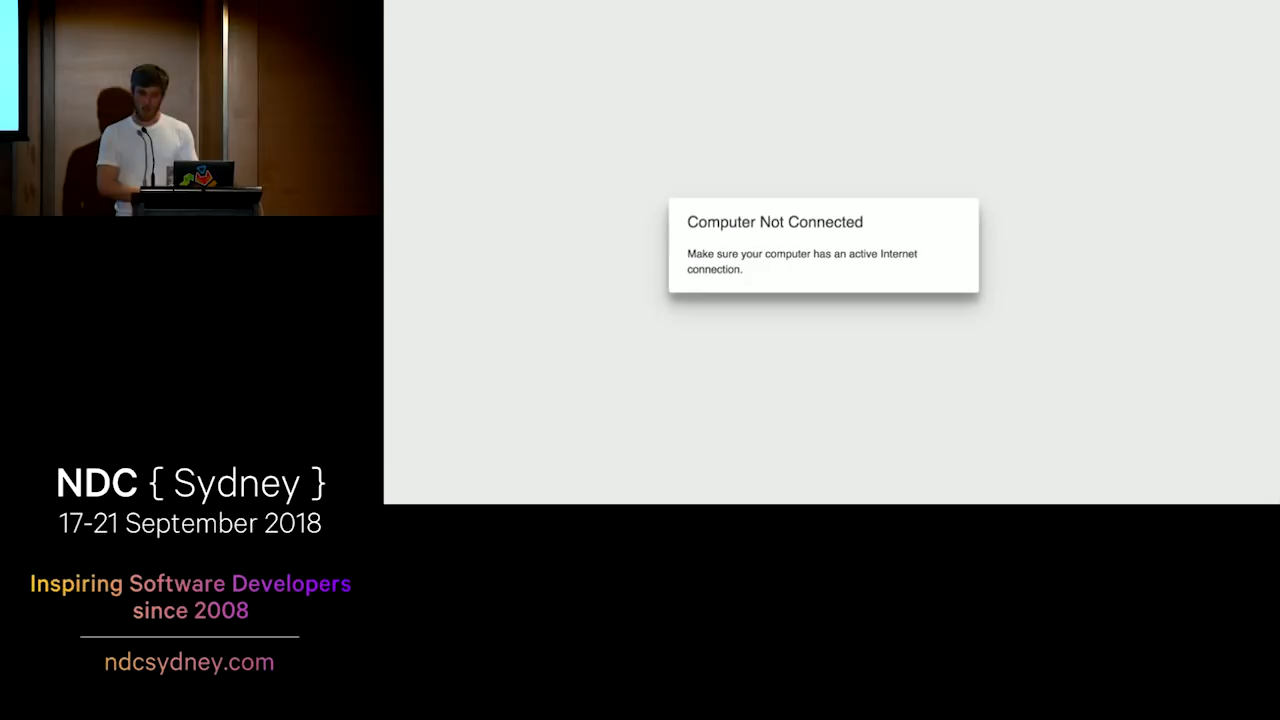 Computer Not Connected
Make sure your computer has an active Internet
connection.
NDC { Sydney }
17-21 September 2018
Inspiring Software Developers
since 2008
ndcsydney.com